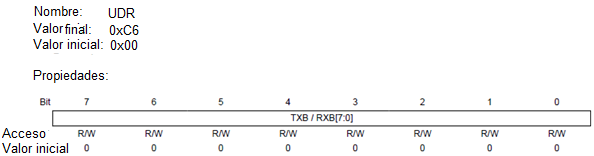 Nombre: UDR
Valor final: 0xC6
Valor inicial: 0x00
Propiedades:
Bit 7 6 5 4 3 2 1 0
TXB / RXB[7:0]
Acceso R/W R/W R/W R/W R/W R/W R/W R/W
Valor inicial 0 0 0 0 0 0 0 0